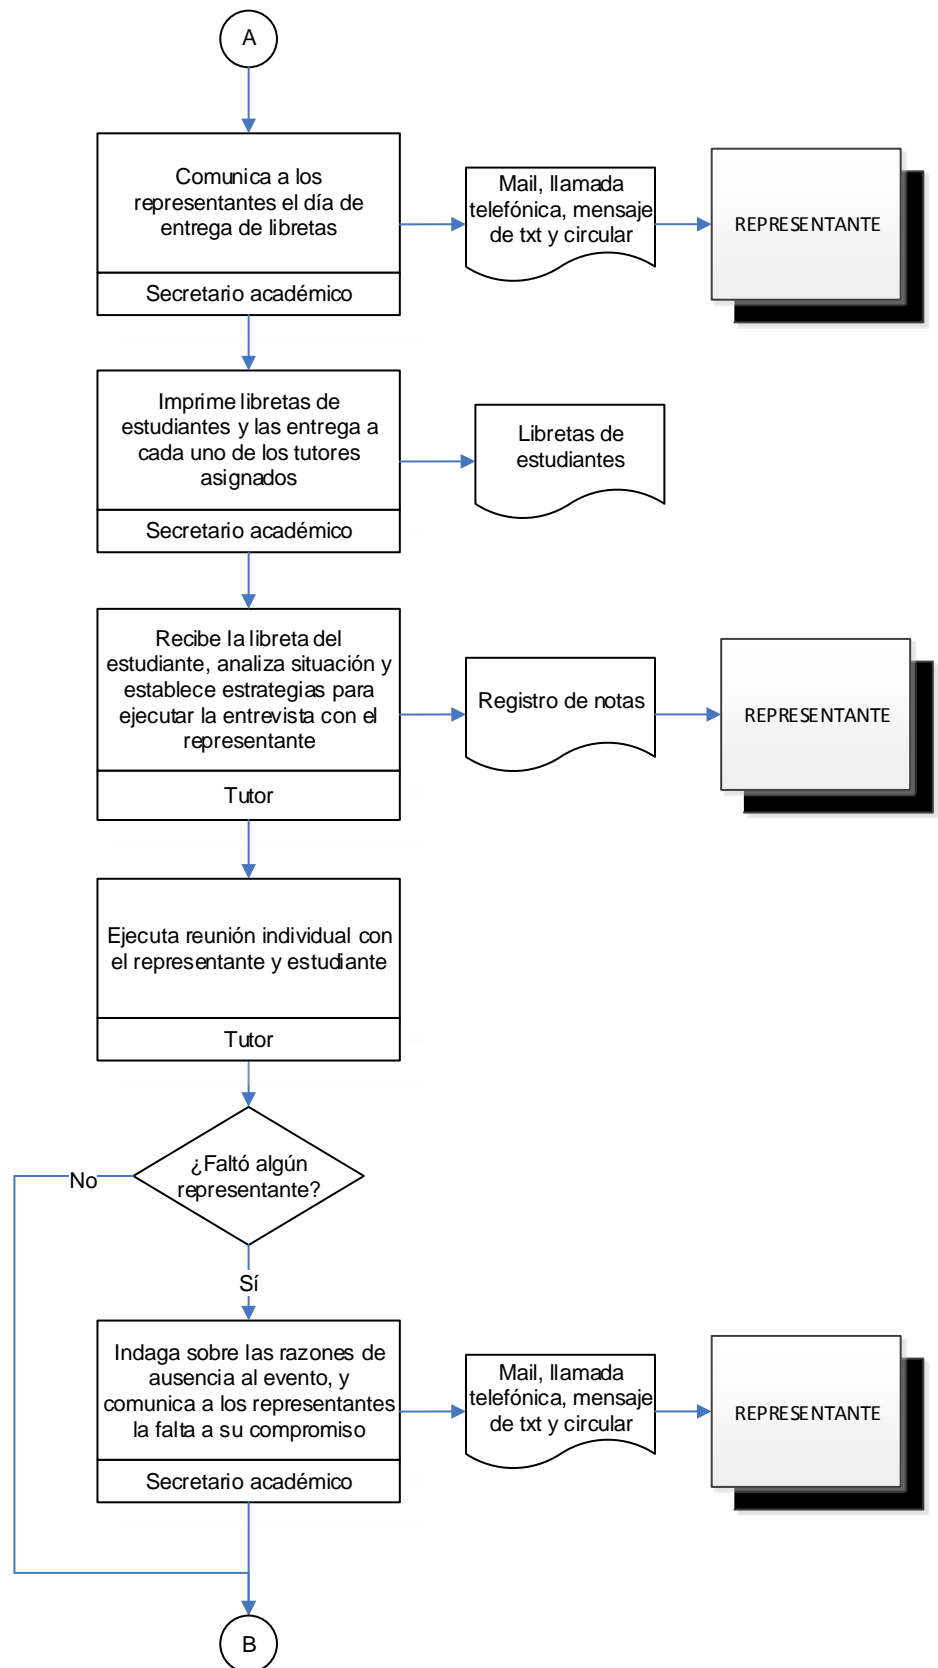 A
Comunica a los
representantes el día de
entrega de libretas
Secretario académico
Mail, llamada
telefónica, mensaje
de txt y circular
REPRESENTANTE
Imprime libretas de
estudiantes y las entrega a
cada uno de los tutores
asignados
Secretario académico
Libretas de
estudiantes
Recibe la libreta del
estudiante, analiza situación y
establece estrategias para
ejecutar la entrevista con el
representante
Tutor
Registro de notas
REPRESENTANTE
Ejecuta reunión individual con
el representante y estudiante
Tutor
¿Faltó algún
representante?
No
Sí
Indaga sobre las razones de
ausencia al evento, y
comunica a los representantes
la falta a su compromiso
Secretario académico
Mail, llamada
telefónica, mensaje
de txt y circular
REPRESENTANTE
B